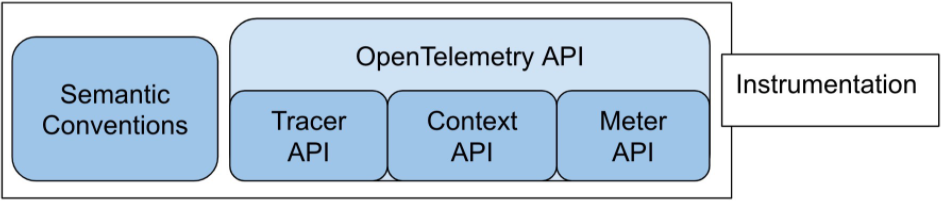 Semantic
Conventions
OpenTelemetry API
Tracer
API
Context
API
Meter
API
Instrumentation